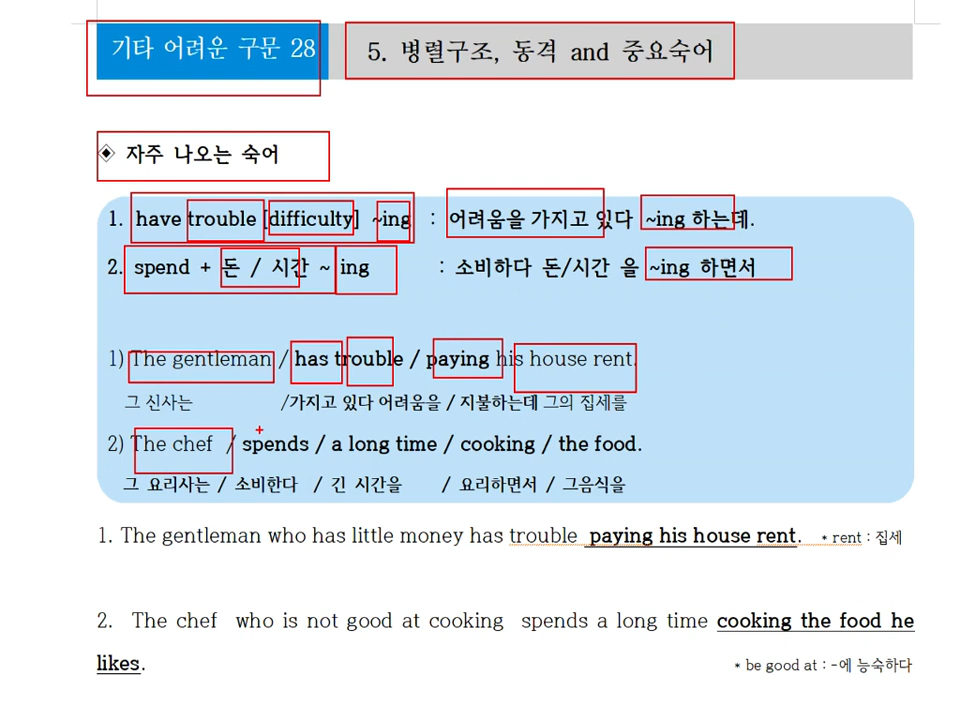 기타 어려운 구문 28 5. 병렬구조, 동격 and 중요숙어
◈ 자주 나오는 숙어
1. have trouble [difficulty] ~ing : 어려움을 가지고 있다 ~ing 하는데.
2. spend + 돈 / 시간 ~ ing : 소비하다 돈/시간 을 ~ing 하면서
1) The gentleman / has trouble / paying his house rent.
그 신사는 /가지고 있다 어려움을 / 지불하는데 그의 집세를
2) The chef / spends / a long time / cooking / the food.
그 요리사는 / 소비한다 / 긴 시간을 / 요리하면서 / 그음식을
1. The gentleman who has little money has trouble paying his house rent. * rent : 집세
2. The chef who is not good at cooking spends a long time cooking the food he
likes. * be good at : -에 능숙하다